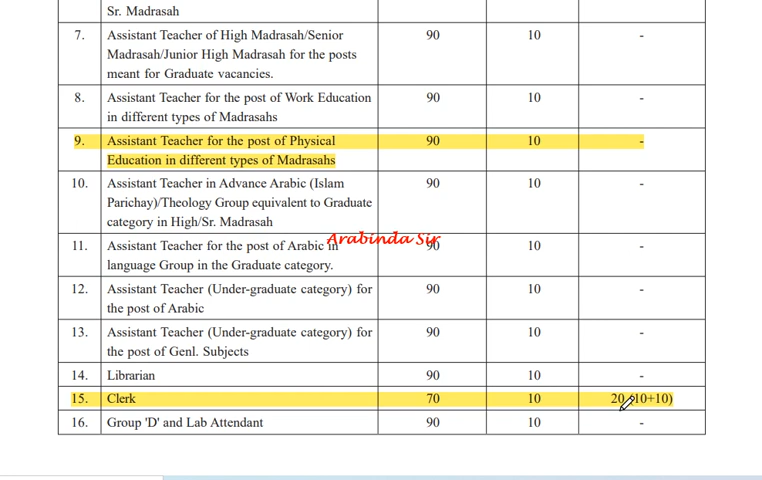 Sr. Madrasah
7. Assistant Teacher of High Madrasah/Senior 90 10 -
Madrasah/Junior High Madrasah for the posts
meant for Graduate vacancies.
8. Assistant Teacher for the post of Work Education 90 10 -
in different types of Madrasahs
9. Assistant Teacher for the post of Physical 90 10 -
Education in different types of Madrasahs
10. Assistant Teacher in Advance Arabic (Islam 90 10 -
Parichay)/Theology Group equivalent to Graduate
category in High/Sr. Madrasah
Arabinda Sir
11. Assistant Teacher for the post of Arabic in 90 10 -
language Group in the Graduate category.
12. Assistant Teacher (Under-graduate category) for 90 10 -
the post of Arabic
13. Assistant Teacher (Under-graduate category) for 90 10 -
the post of Genl. Subjects
14. Librarian 90 10 -
15. Clerk 70 10 20 (10+10)
16. Group 'D' and Lab Attendant 90 10 -